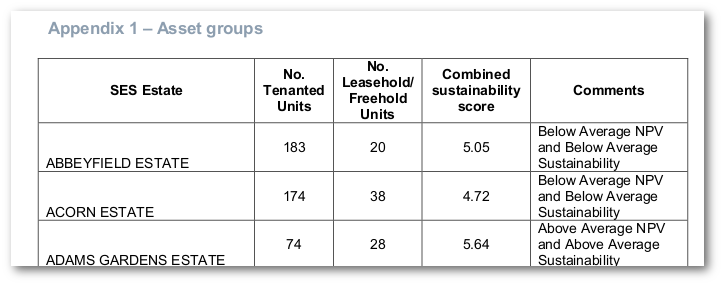 Appendix 1 – Asset groups
SES Estate
No.
Tenanted
Units
No.
Leasehold/
Freehold
Units
Combined
sustainability
score
Comments
ABBEYFIELD ESTATE
183
20
5.05
Below Average NPV
and Below Average
Sustainability
ACORN ESTATE
174
38
4.72
Below Average NPV
and Below Average
Sustainability
ADAMS GARDENS ESTATE
74
28
5.64
Above Average NPV
and Above Average
Sustainability